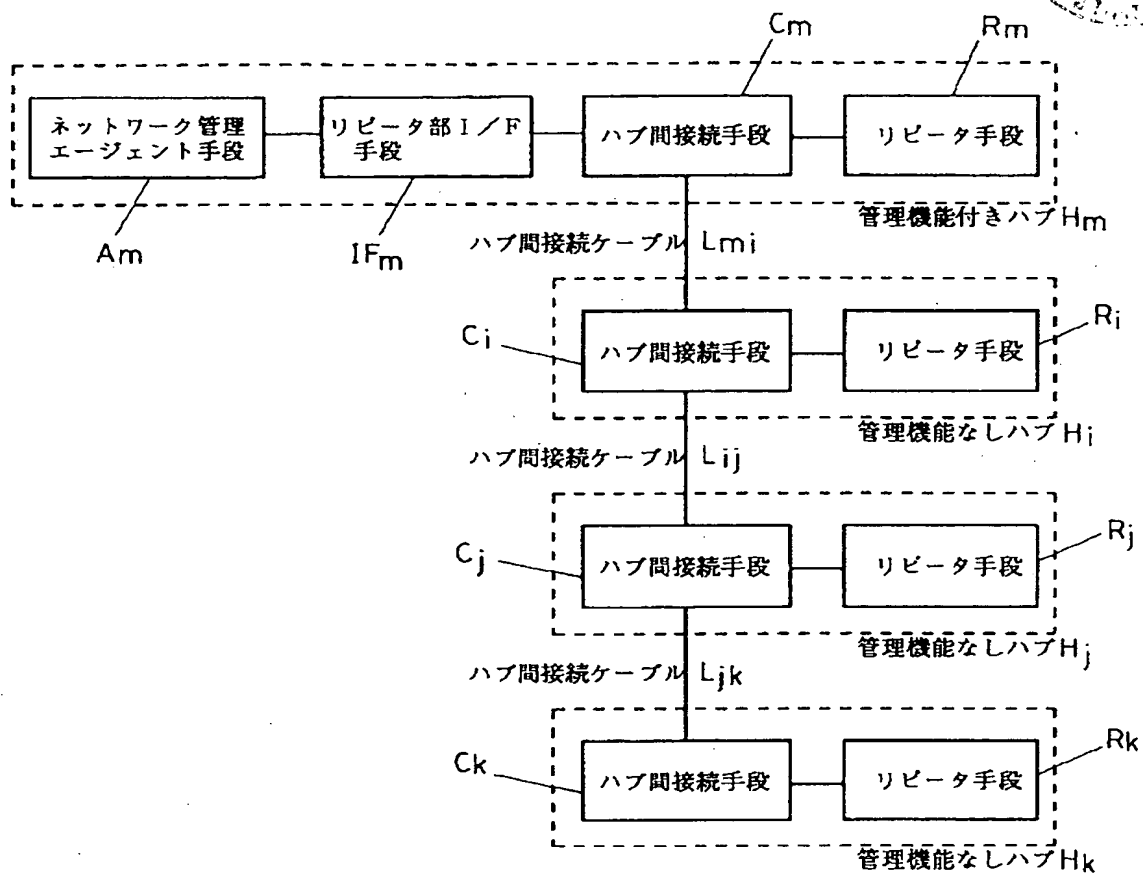 Cm
Rm
ネットワーク管理
エージェント手段
リピータ部I/F
手段
ハブ間接続手段
リピータ手段
管理機能付きハブHm
Am
IFm
ハブ間接続ケーブル Lmi
Ci
ハブ間接続手段
リピータ手段
Ri
管理機能なしハブHi
ハブ間接続ケーブル Lij
Cj
ハブ間接続手段
リピータ手段
Rj
管理機能なしハブHj
ハブ間接続ケーブル Ljk
Ck
ハブ間接続手段
リピータ手段
Rk
管理機能なしハブHk